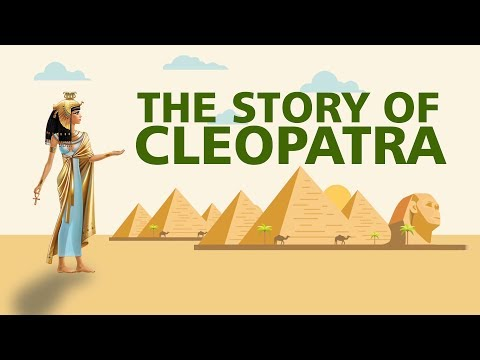 THE STORY OF
CLEOPATRA